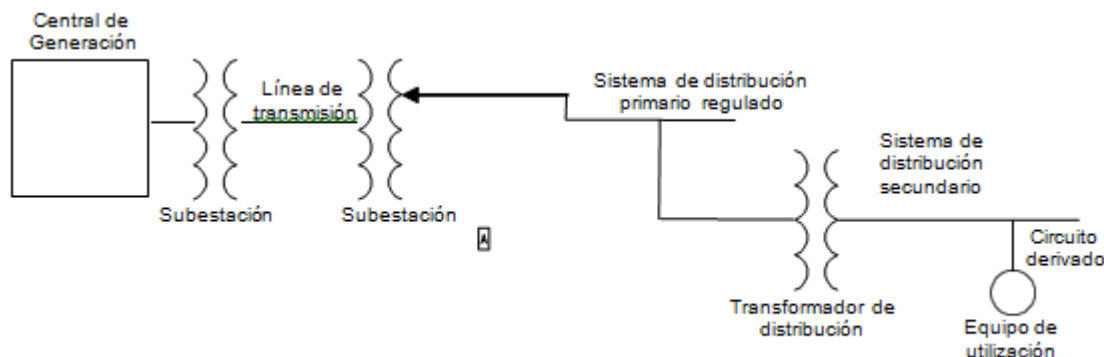 Central de
Generación
Línea de
transmisión
Subestación
Subestación
Sistema de distribución
primario regulado
Sistema de
distribución
secundario
Circuito
derivado
Transformador de
distribución
Equipo de
utilización
A